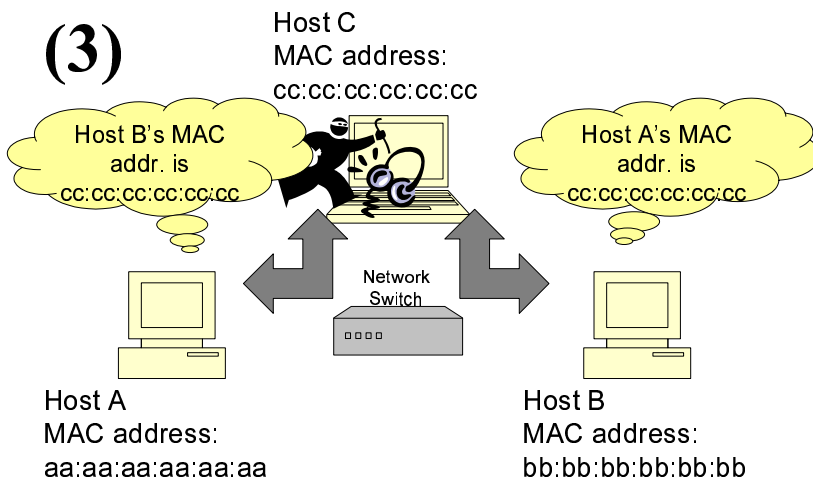 (3)
Host C
MAC address:
cc:cc:cc:cc:cc:cc
Host B's MAC
addr. is
cc:cc:cc:cc:cc:cc
Host A's MAC
addr. is
cc:cc:cc:cc:cc:cc
Network
Switch
Host A
MAC address:
aa:aa:aa:aa:aa:aa
Host B
MAC address:
bb:bb:bb:bb:bb:bb